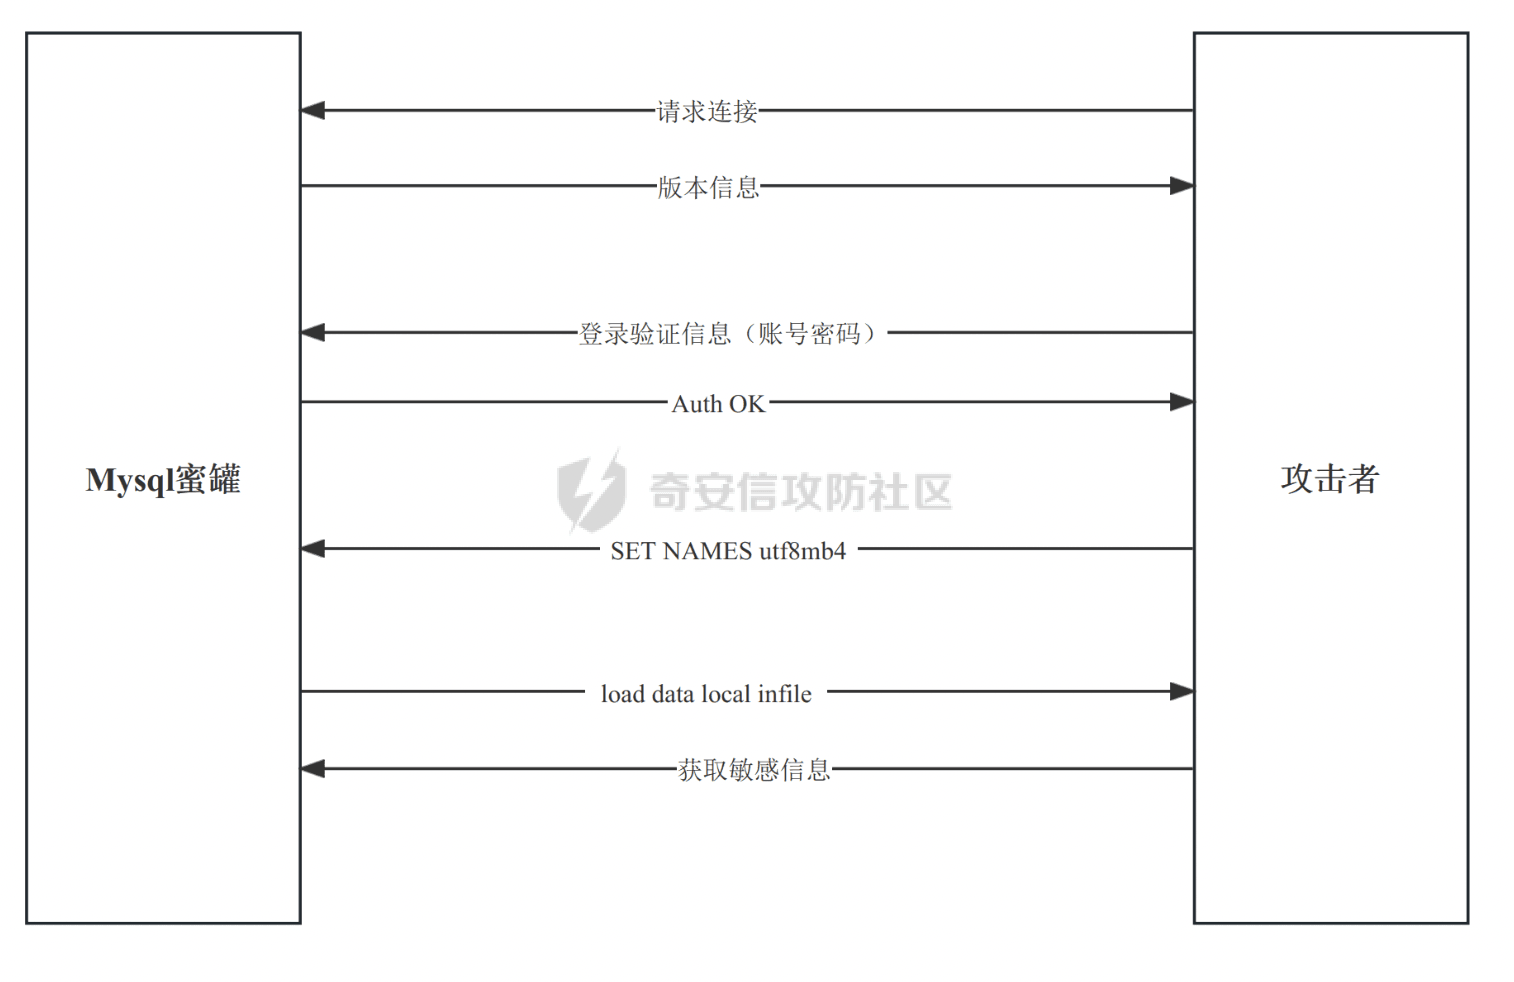 请求连接
版本信息
登录验证信息（账号密码）
Auth OK
Mysql蜜罐
奇安信攻防社区
攻击者
SET NAMES utf8mb4
load data local infile
获取敏感信息